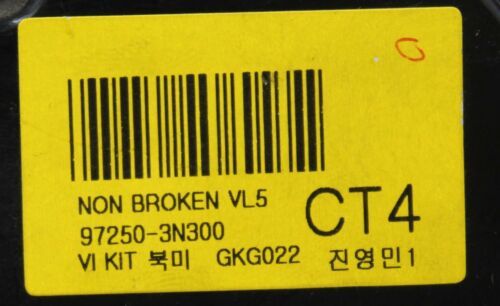 NON BROKEN VL5
97250-3N300
CT4
VI KIT 북미 GKG022 진영민1